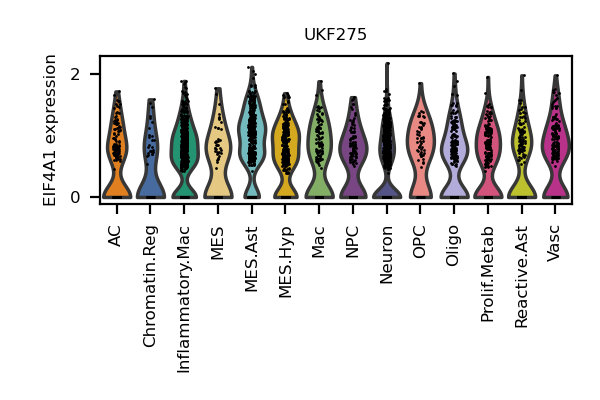 UKF275
EIF4A1 expression
2
0
AC
Chromatin.Reg
Inflammatory.Mac
MES
MES.Ast
MES.Hyp
Mac
NPC
Neuron
OPC
Oligo
Prolif.Metab
Reactive.Ast
Vasc